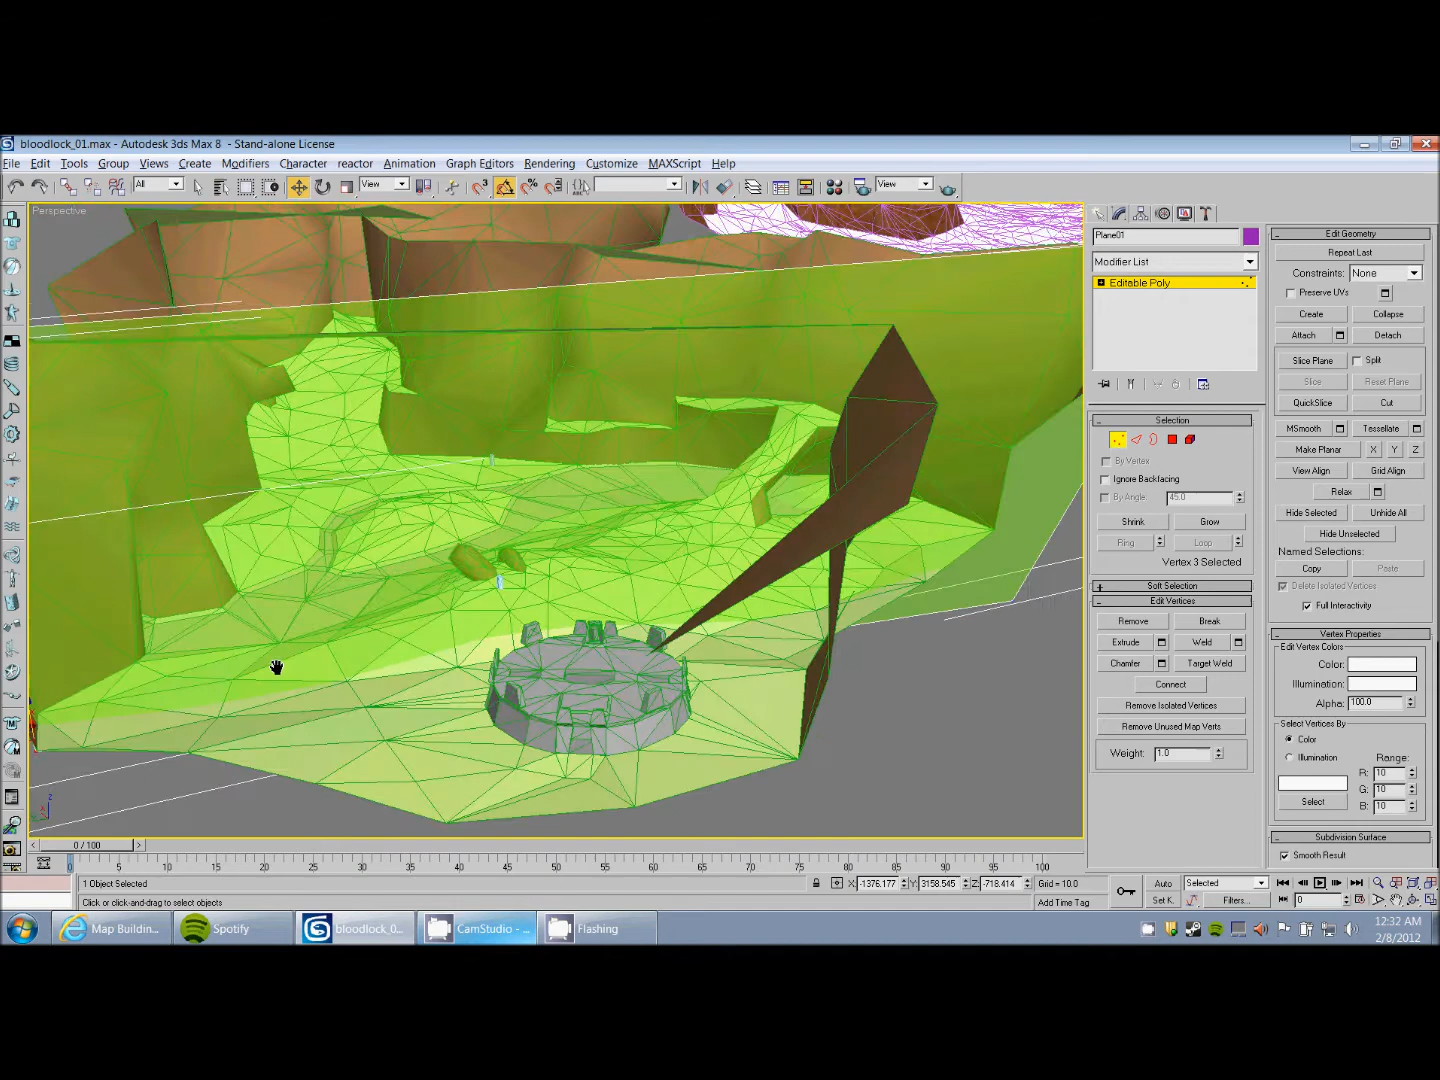 bloodlock_01.max - Autodesk 3ds Max 8 - Stand-alone License
File Edit Tools Group Views Create Modifiers Character reactor Animation Graph Editors Rendering Customize MAXScript Help
All View View
Perspective
Plane01
Modifier List
Editable Poly
Selection
By Vertex
Ignore Backfacing
By Angle: 45.0
Shrink Grow
Ring Loop
Vertex 3 Selected
Soft Selection
Edit Vertices
Remove Break
Extrude Weld
Chamfer Target Weld
Connect
Remove Isolated Vertices
Remove Unused Map Verts
Weight: 1.0
Edit Geometry
Repeat Last
Constraints: None
Preserve UVs
Create Collapse
Attach Detach
Slice Plane Split
Slice Reset Plane
QuickSlice Cut
MSmooth Tessellate
Make Planar X Y Z
View Align Grid Align
Relax
Hide Selected Unhide All
Hide Unselected
Named Selections:
Copy Paste
Delete Isolated Vertices
Full Interactivity
Vertex Properties
Edit Vertex Colors
Color:
Illumination:
Alpha: 100.0
Select Vertices By
Color
Illumination Range:
R: 10
G: 10
Select B: 10
Subdivision Surface
Smooth Result
0 / 100
0 5 10 15 20 25 30 35 40 45 50 55 60 65 70 75 80 85 90 95 100
1 Object Selected X: -1376.177 Y: 3158.545 Z: -718.414 Grid = 10.0 Auto Selected
Click or click-and-drag to select objects Add Time Tag Set K. Filters... 0
Map Buildin... Spotify bloodlock_0... CamStudio - ... Flashing
12:32 AM
2/8/2012